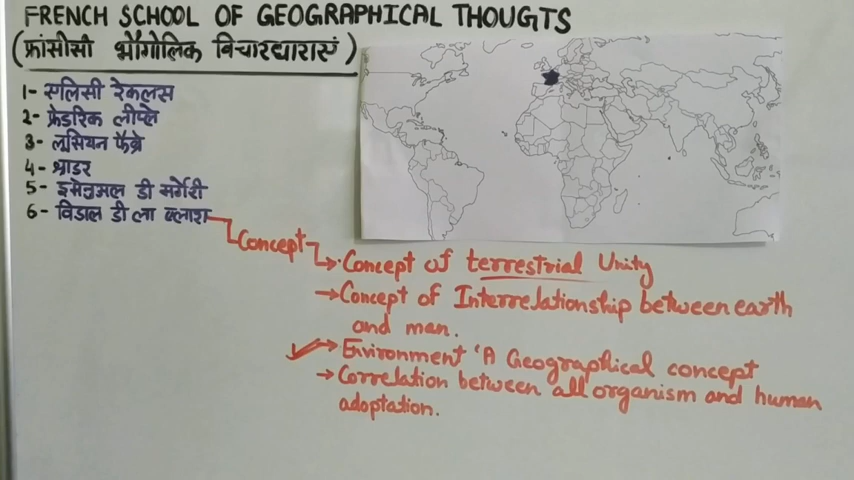 FRENCH SCHOOL OF GEOGRAPHICAL THOUGTS
(फ्रांसीसी भौगोलिक विचारधाराएं)
1- एलिसी रेकलस
2- फ्रेडरिक लीप्ले
3- लूसियन फैब्रे
4- थ्राडर
5- इमेनुअल डी मर्गेरी
6- विडाल डी ला ब्लाश
Concept
→ Concept of terrestrial Unity
→ Concept of Interrelationship between earth
and man.
→ Environment 'A Geographical concept
→ Correlation between all organism and human
adoptation.